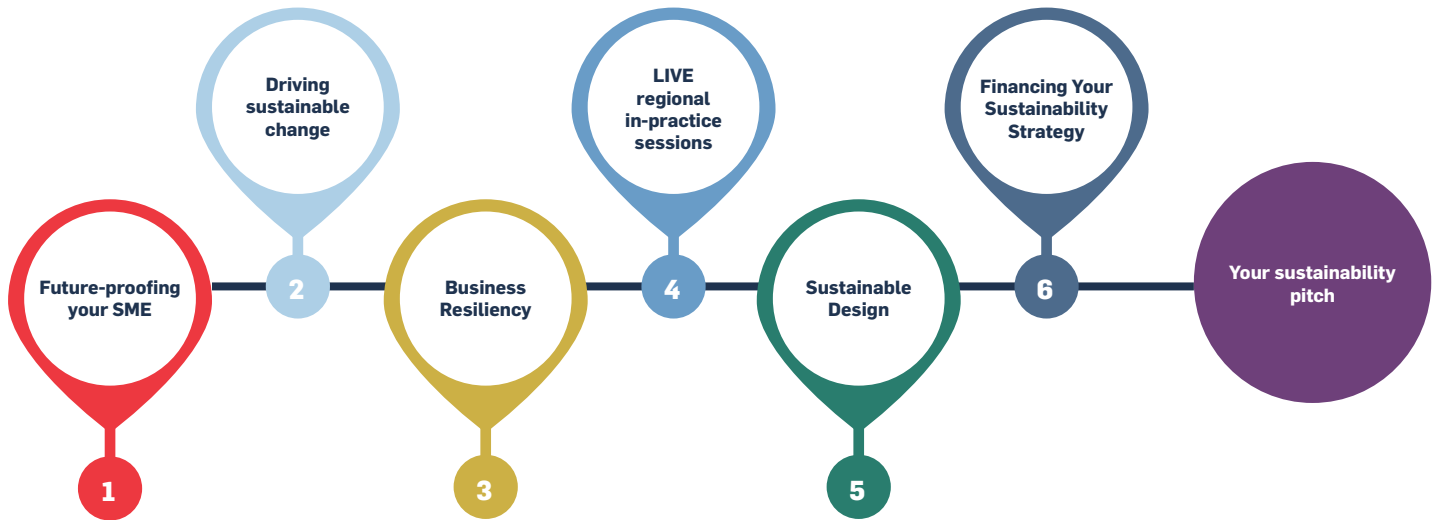 Future-proofing
your SME
1
Driving
sustainable
change
2
Business
Resiliency
3
LIVE
regional
in-practice
sessions
4
Sustainable
Design
5
Financing Your
Sustainability
Strategy
6
Your sustainability
pitch